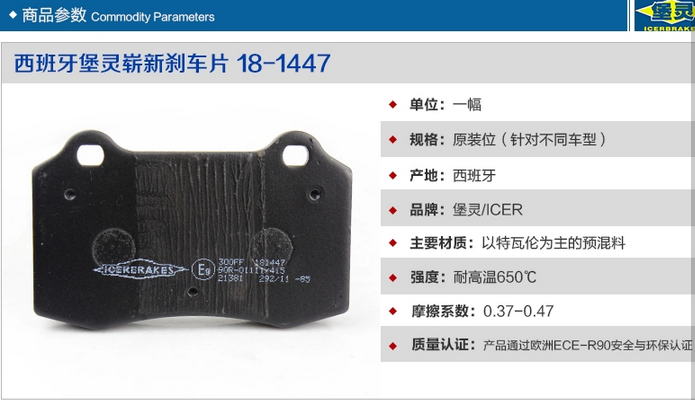 商品参数 Commodity Parameters
堡灵
ICERBRAKES
西班牙堡灵崭新刹车片 18-1447
单位：一幅
规格：原装位（针对不同车型）
产地：西班牙
品牌：堡灵/ICER
主要材质：以特瓦伦为主的预混料
强度：耐高温650℃
摩擦系数：0.37-0.47
质量认证：产品通过欧洲ECE-R90安全与环保认证
ICERBRAKES
E9
300FF 181447
90R-01111/415
21381 292/11 -85